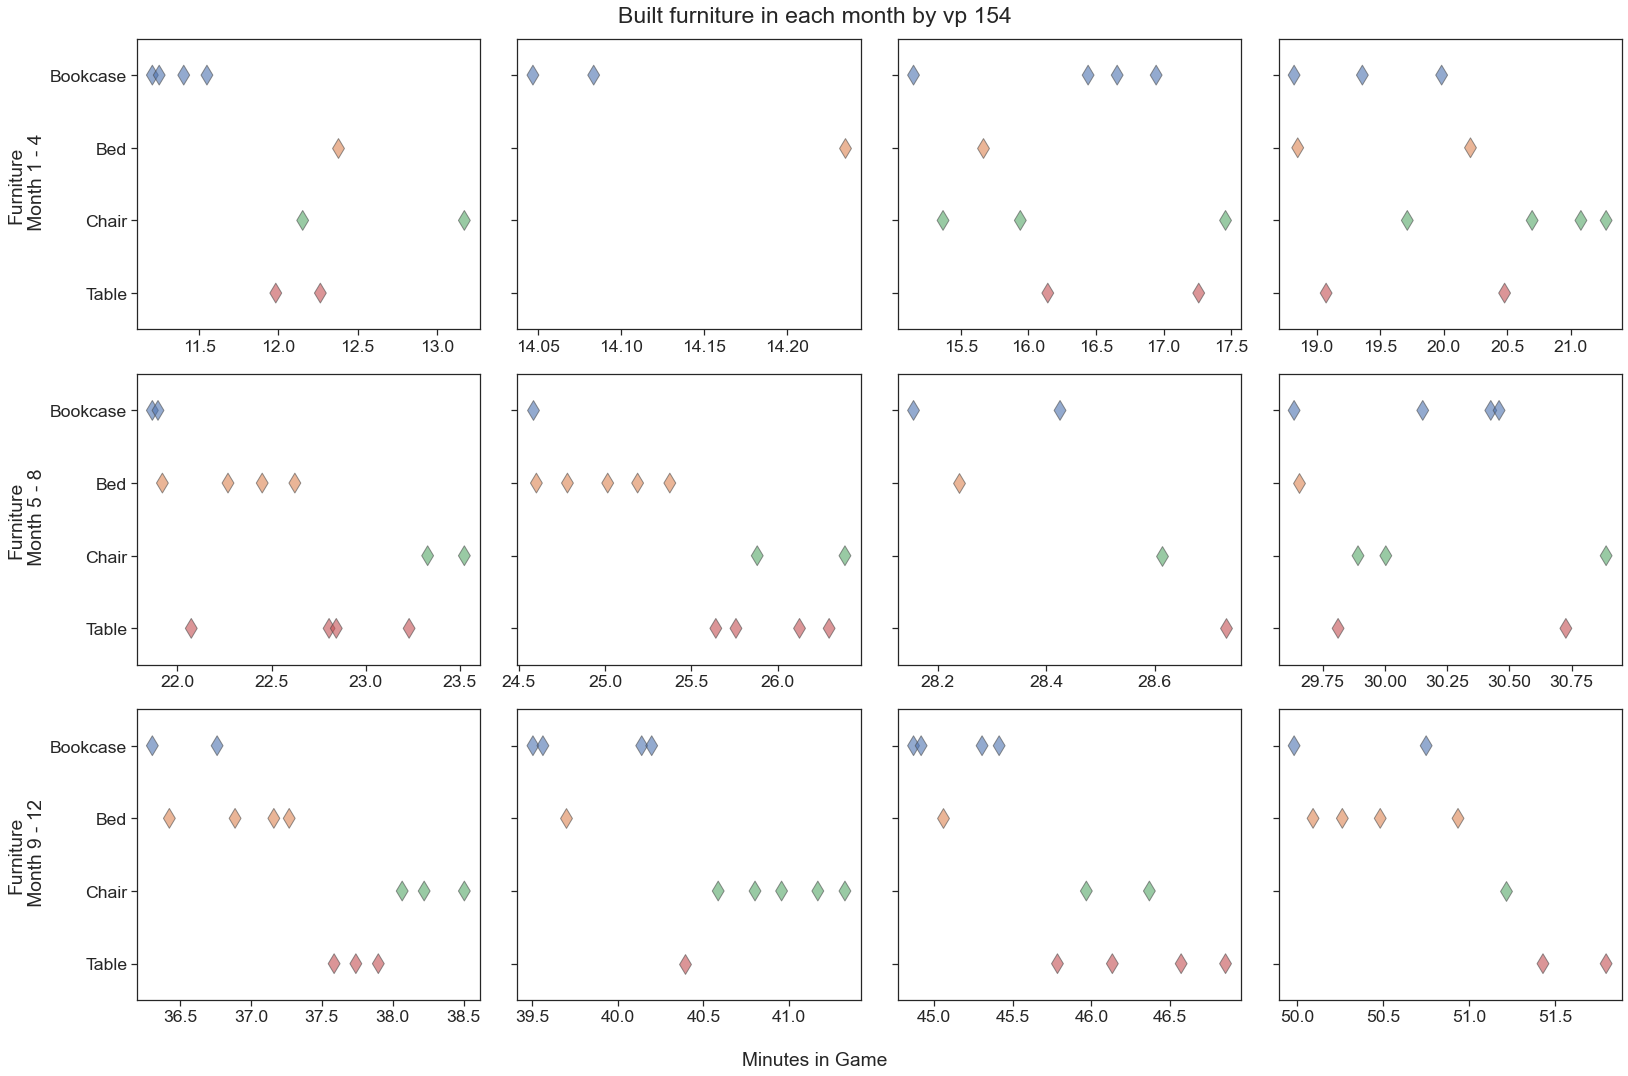 Built furniture in each month by vp 154
Furniture
Month 1 - 4
Bookcase
Bed
Chair
Table
11.5 12.0 12.5 13.0
14.05 14.10 14.15 14.20
15.5 16.0 16.5 17.0 17.5
19.0 19.5 20.0 20.5 21.0
Furniture
Month 5 - 8
Bookcase
Bed
Chair
Table
22.0 22.5 23.0 23.5
24.5 25.0 25.5 26.0
28.2 28.4 28.6
29.75 30.00 30.25 30.50 30.75
Furniture
Month 9 - 12
Bookcase
Bed
Chair
Table
36.5 37.0 37.5 38.0 38.5
39.5 40.0 40.5 41.0
45.0 45.5 46.0 46.5
50.0 50.5 51.0 51.5
Minutes in Game